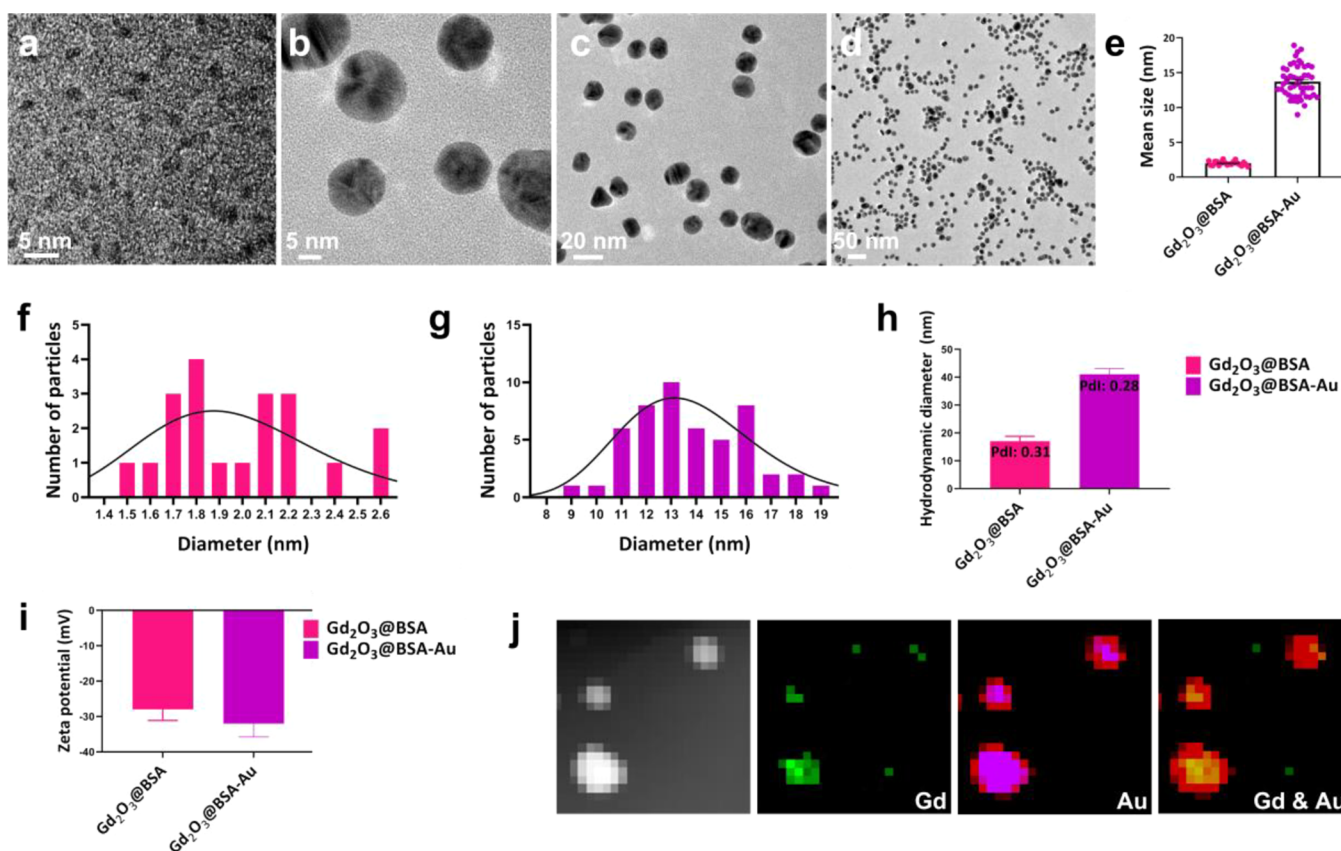 a
5 nm
b
5 nm
c
20 nm
d
50 nm
e
Mean size (nm)
20
15
10
5
0
Gd₂O₃@BSA
Gd₂O₃@BSA-Au
f
Number of particles
5
4
3
2
1
0
1.4 1.5 1.6 1.7 1.8 1.9 2.0 2.1 2.2 2.3 2.4 2.5 2.6
Diameter (nm)
g
Number of particles
15
10
5
0
8 9 10 11 12 13 14 15 16 17 18 19
Diameter (nm)
h
Hydrodynamic diameter (nm)
50
40
30
20
10
0
PdI: 0.31
PdI: 0.28
Gd₂O₃@BSA
Gd₂O₃@BSA-Au
Gd₂O₃@BSA
Gd₂O₃@BSA-Au
i
Zeta potential (mV)
0
-10
-20
-30
-40
Gd₂O₃@BSA
Gd₂O₃@BSA-Au
Gd₂O₃@BSA
Gd₂O₃@BSA-Au
j
Gd
Au
Gd & Au